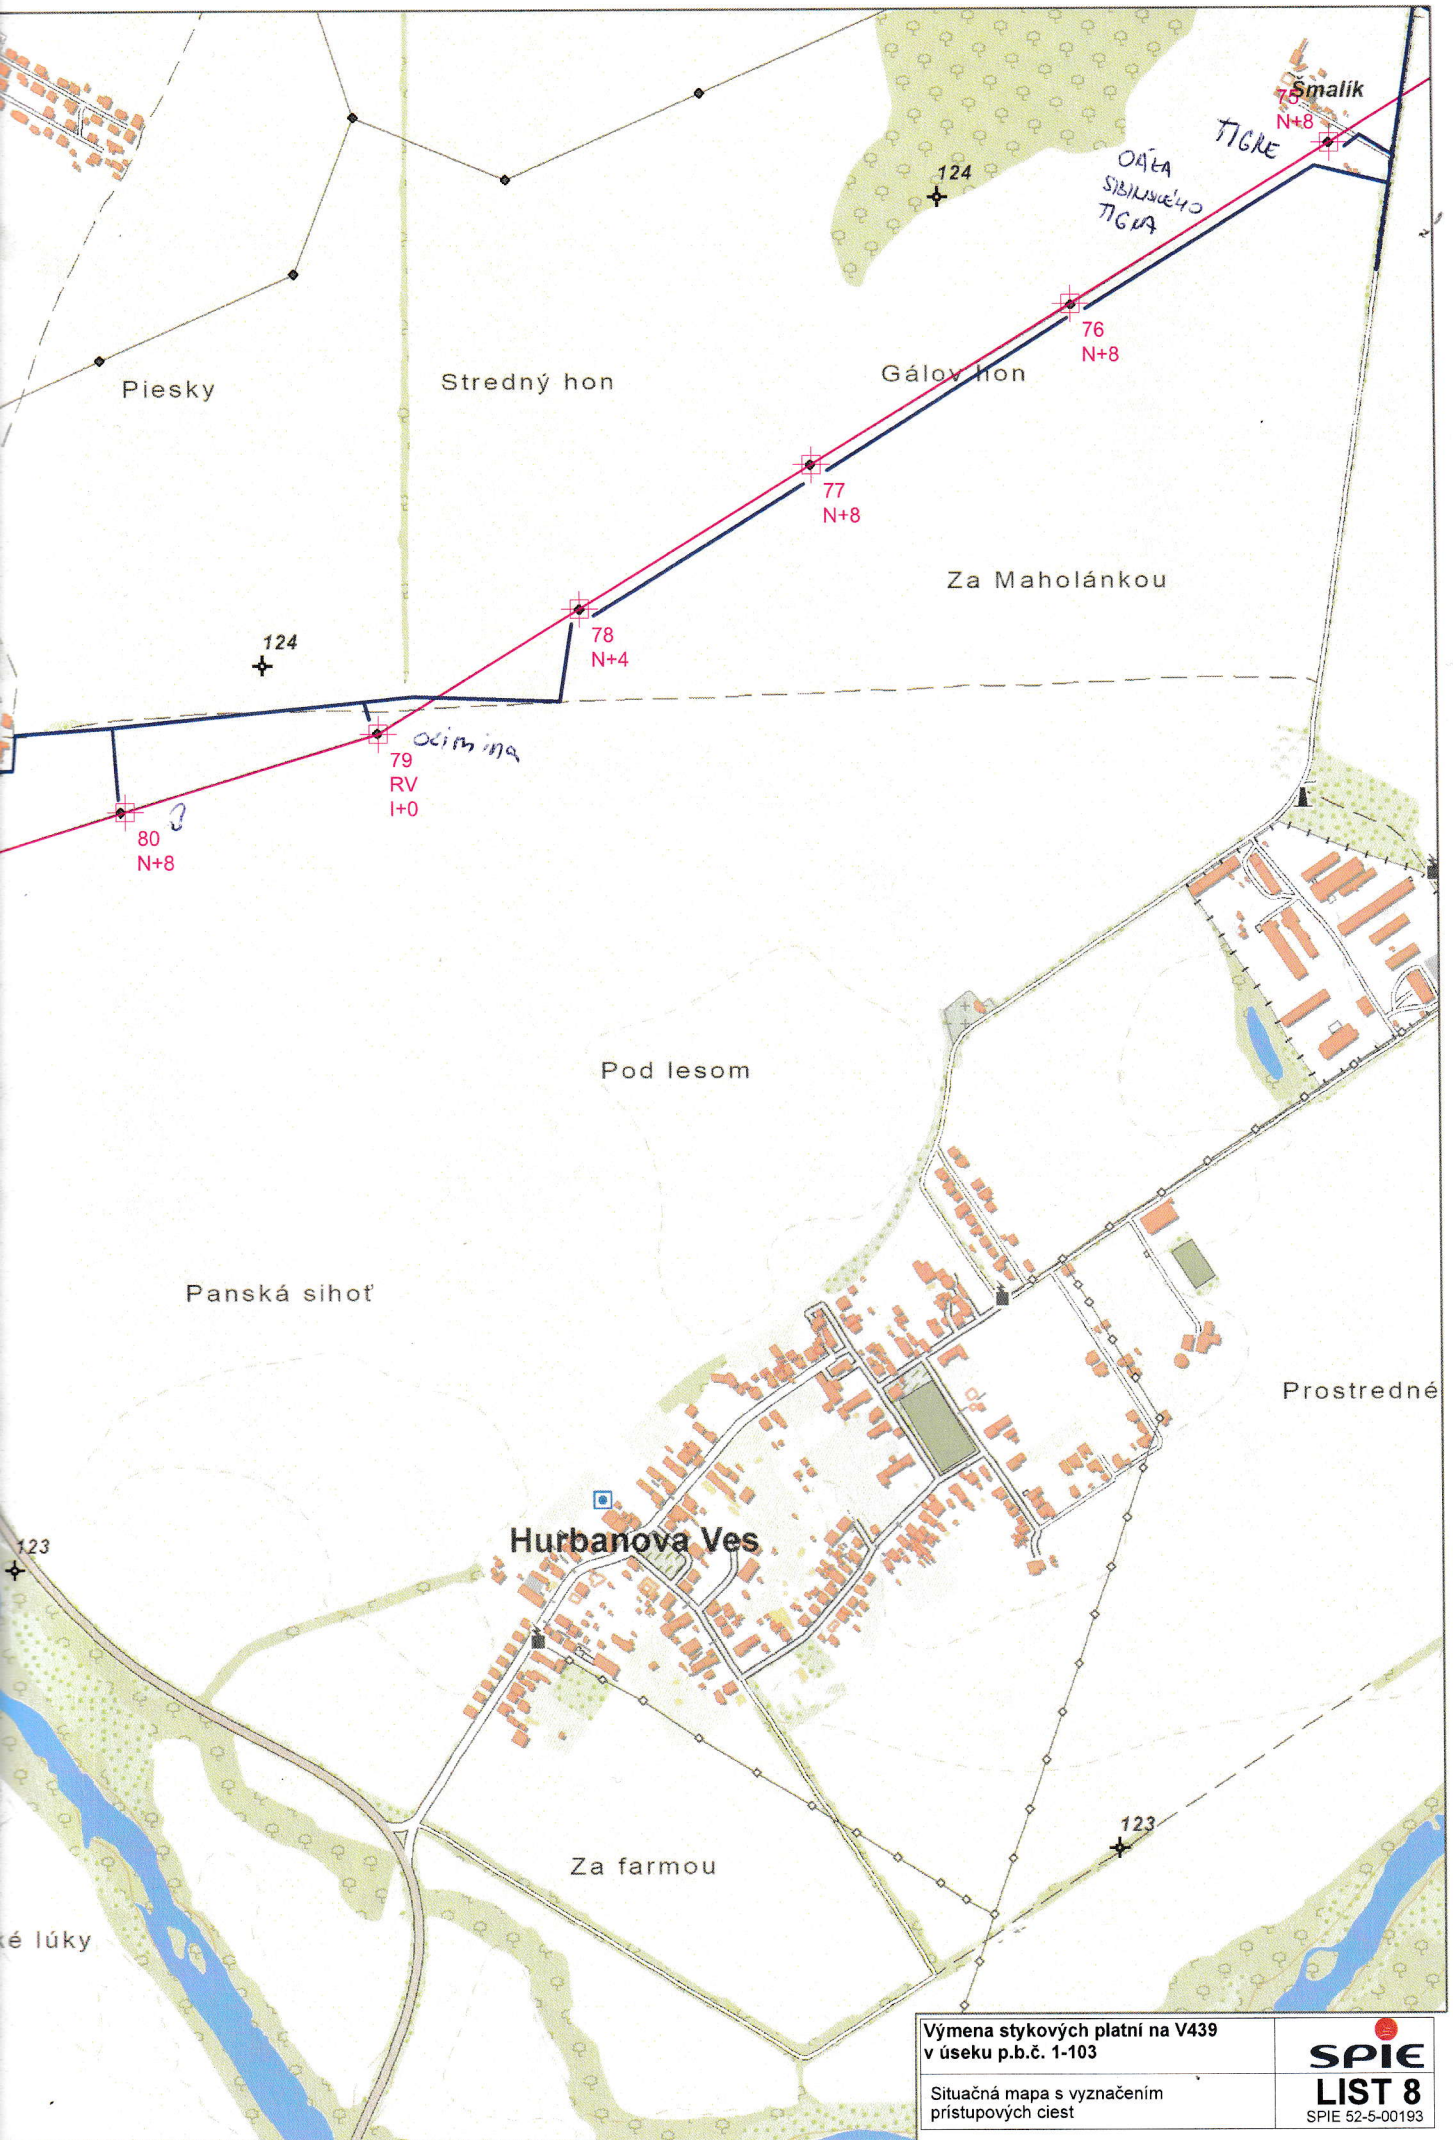 Šmalík
75
N+8
TIGRE
OÁZA
SIBÍRSKÉHO
TIGRA
124
76
N+8
Piesky
Stredný hon
Gálov hon
77
N+8
Za Maholánkou
124
78
N+4
ozimina
79
RV
I+0
80
N+8
Pod lesom
Panská sihoť
Prostredné
Hurbanova Ves
123
123
Za farmou
ké lúky
Výmena stykových platní na V439
v úseku p.b.č. 1-103
SPIE
Situačná mapa s vyznačením
prístupových ciest
LIST 8
SPIE 52-5-00193